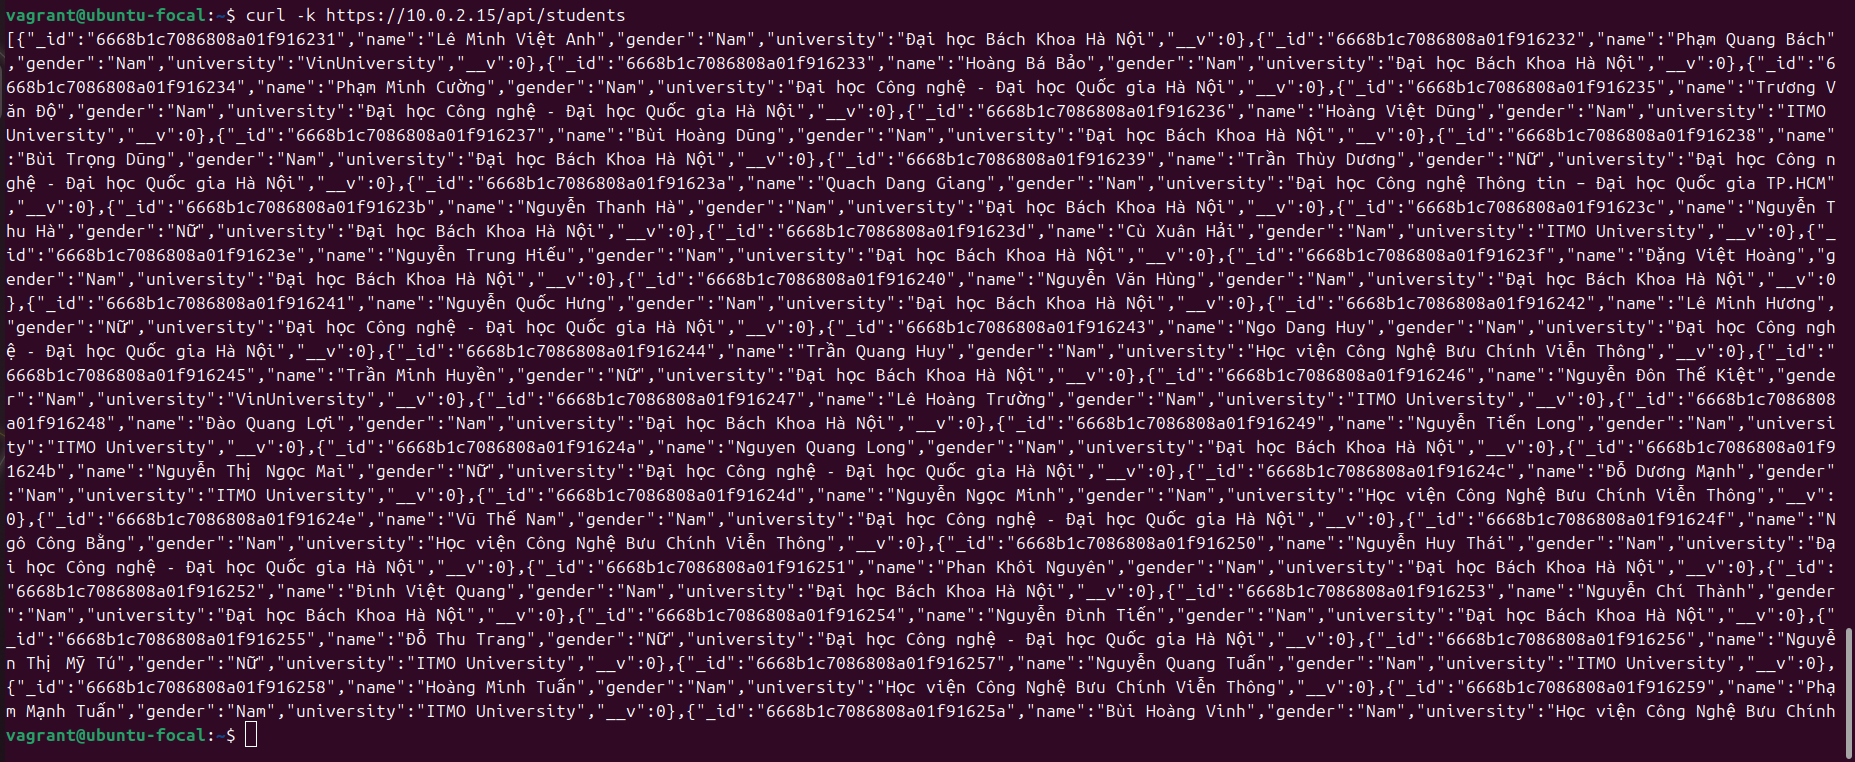 vagrant@ubuntu-focal:~$ curl -k https://10.0.2.15/api/students
[{"_id":"6668b1c7086808a01f916231","name":"Lê Minh Việt Anh","gender":"Nam","university":"Đại học Bách Khoa Hà Nội","__v":0},{"_id":"6668b1c7086808a01f916232","name":"Phạm Quang Bách"
,"gender":"Nam","university":"VinUniversity","__v":0},{"_id":"6668b1c7086808a01f916233","name":"Hoàng Bá Bảo","gender":"Nam","university":"Đại học Bách Khoa Hà Nội","__v":0},{"_id":"6
668b1c7086808a01f916234","name":"Phạm Minh Cường","gender":"Nam","university":"Đại học Công nghệ - Đại học Quốc gia Hà Nội","__v":0},{"_id":"6668b1c7086808a01f916235","name":"Trương V
ăn Độ","gender":"Nam","university":"Đại học Công nghệ - Đại học Quốc gia Hà Nội","__v":0},{"_id":"6668b1c7086808a01f916236","name":"Hoàng Việt Dũng","gender":"Nam","university":"ITMO 
University","__v":0},{"_id":"6668b1c7086808a01f916237","name":"Bùi Hoàng Dũng","gender":"Nam","university":"Đại học Bách Khoa Hà Nội","__v":0},{"_id":"6668b1c7086808a01f916238","name"
:"Bùi Trọng Dũng","gender":"Nam","university":"Đại học Bách Khoa Hà Nội","__v":0},{"_id":"6668b1c7086808a01f916239","name":"Trần Thùy Dương","gender":"Nữ","university":"Đại học Công n
ghệ - Đại học Quốc gia Hà Nội","__v":0},{"_id":"6668b1c7086808a01f91623a","name":"Quach Dang Giang","gender":"Nam","university":"Đại học Công nghệ Thông tin – Đại học Quốc gia TP.HCM"
,"__v":0},{"_id":"6668b1c7086808a01f91623b","name":"Nguyễn Thanh Hà","gender":"Nam","university":"Đại học Bách Khoa Hà Nội","__v":0},{"_id":"6668b1c7086808a01f91623c","name":"Nguyễn T
hu Hà","gender":"Nữ","university":"Đại học Bách Khoa Hà Nội","__v":0},{"_id":"6668b1c7086808a01f91623d","name":"Cù Xuân Hải","gender":"Nam","university":"ITMO University","__v":0},{"_
id":"6668b1c7086808a01f91623e","name":"Nguyễn Trung Hiếu","gender":"Nam","university":"Đại học Bách Khoa Hà Nội","__v":0},{"_id":"6668b1c7086808a01f91623f","name":"Đặng Việt Hoàng","g
ender":"Nam","university":"Đại học Bách Khoa Hà Nội","__v":0},{"_id":"6668b1c7086808a01f916240","name":"Nguyễn Văn Hùng","gender":"Nam","university":"Đại học Bách Khoa Hà Nội","__v":0
},{"_id":"6668b1c7086808a01f916241","name":"Nguyễn Quốc Hưng","gender":"Nam","university":"Đại học Bách Khoa Hà Nội","__v":0},{"_id":"6668b1c7086808a01f916242","name":"Lê Minh Hương",
"gender":"Nữ","university":"Đại học Công nghệ - Đại học Quốc gia Hà Nội","__v":0},{"_id":"6668b1c7086808a01f916243","name":"Ngo Dang Huy","gender":"Nam","university":"Đại học Công ngh
ệ - Đại học Quốc gia Hà Nội","__v":0},{"_id":"6668b1c7086808a01f916244","name":"Trần Quang Huy","gender":"Nam","university":"Học viện Công Nghệ Bưu Chính Viễn Thông","__v":0},{"_id":"
6668b1c7086808a01f916245","name":"Trần Minh Huyền","gender":"Nữ","university":"Đại học Bách Khoa Hà Nội","__v":0},{"_id":"6668b1c7086808a01f916246","name":"Nguyễn Đôn Thế Kiệt","gende
r":"Nam","university":"VinUniversity","__v":0},{"_id":"6668b1c7086808a01f916247","name":"Lê Hoàng Trường","gender":"Nam","university":"ITMO University","__v":0},{"_id":"6668b1c7086808
a01f916248","name":"Đào Quang Lợi","gender":"Nam","university":"Đại học Bách Khoa Hà Nội","__v":0},{"_id":"6668b1c7086808a01f916249","name":"Nguyễn Tiến Long","gender":"Nam","universi
ty":"ITMO University","__v":0},{"_id":"6668b1c7086808a01f91624a","name":"Nguyen Quang Long","gender":"Nam","university":"Đại học Bách Khoa Hà Nội","__v":0},{"_id":"6668b1c7086808a01f9
1624b","name":"Nguyễn Thị Ngọc Mai","gender":"Nữ","university":"Đại học Công nghệ - Đại học Quốc gia Hà Nội","__v":0},{"_id":"6668b1c7086808a01f91624c","name":"Đỗ Dương Mạnh","gender"
:"Nam","university":"ITMO University","__v":0},{"_id":"6668b1c7086808a01f91624d","name":"Nguyễn Ngọc Minh","gender":"Nam","university":"Học viện Công Nghệ Bưu Chính Viễn Thông","__v":
0},{"_id":"6668b1c7086808a01f91624e","name":"Vũ Thế Nam","gender":"Nam","university":"Đại học Công nghệ - Đại học Quốc gia Hà Nội","__v":0},{"_id":"6668b1c7086808a01f91624f","name":"N
gô Công Bằng","gender":"Nam","university":"Học viện Công Nghệ Bưu Chính Viễn Thông","__v":0},{"_id":"6668b1c7086808a01f916250","name":"Nguyễn Huy Thái","gender":"Nam","university":"Đạ
i học Công nghệ - Đại học Quốc gia Hà Nội","__v":0},{"_id":"6668b1c7086808a01f916251","name":"Phan Khôi Nguyên","gender":"Nam","university":"Đại học Bách Khoa Hà Nội","__v":0},{"_id":
"6668b1c7086808a01f916252","name":"Đinh Việt Quang","gender":"Nam","university":"Đại học Bách Khoa Hà Nội","__v":0},{"_id":"6668b1c7086808a01f916253","name":"Nguyễn Chí Thành","gender
":"Nam","university":"Đại học Bách Khoa Hà Nội","__v":0},{"_id":"6668b1c7086808a01f916254","name":"Nguyễn Đình Tiến","gender":"Nam","university":"Đại học Bách Khoa Hà Nội","__v":0},{"
_id":"6668b1c7086808a01f916255","name":"Đỗ Thu Trang","gender":"Nữ","university":"Đại học Công nghệ - Đại học Quốc gia Hà Nội","__v":0},{"_id":"6668b1c7086808a01f916256","name":"Nguyễ
n Thị Mỹ Tú","gender":"Nữ","university":"ITMO University","__v":0},{"_id":"6668b1c7086808a01f916257","name":"Nguyễn Quang Tuấn","gender":"Nam","university":"ITMO University","__v":0},
{"_id":"6668b1c7086808a01f916258","name":"Hoàng Minh Tuấn","gender":"Nam","university":"Học viện Công Nghệ Bưu Chính Viễn Thông","__v":0},{"_id":"6668b1c7086808a01f916259","name":"Phạ
m Mạnh Tuấn","gender":"Nam","university":"ITMO University","__v":0},{"_id":"6668b1c7086808a01f91625a","name":"Bùi Hoàng Vinh","gender":"Nam","university":"Học viện Công Nghệ Bưu Chính
vagrant@ubuntu-focal:~$